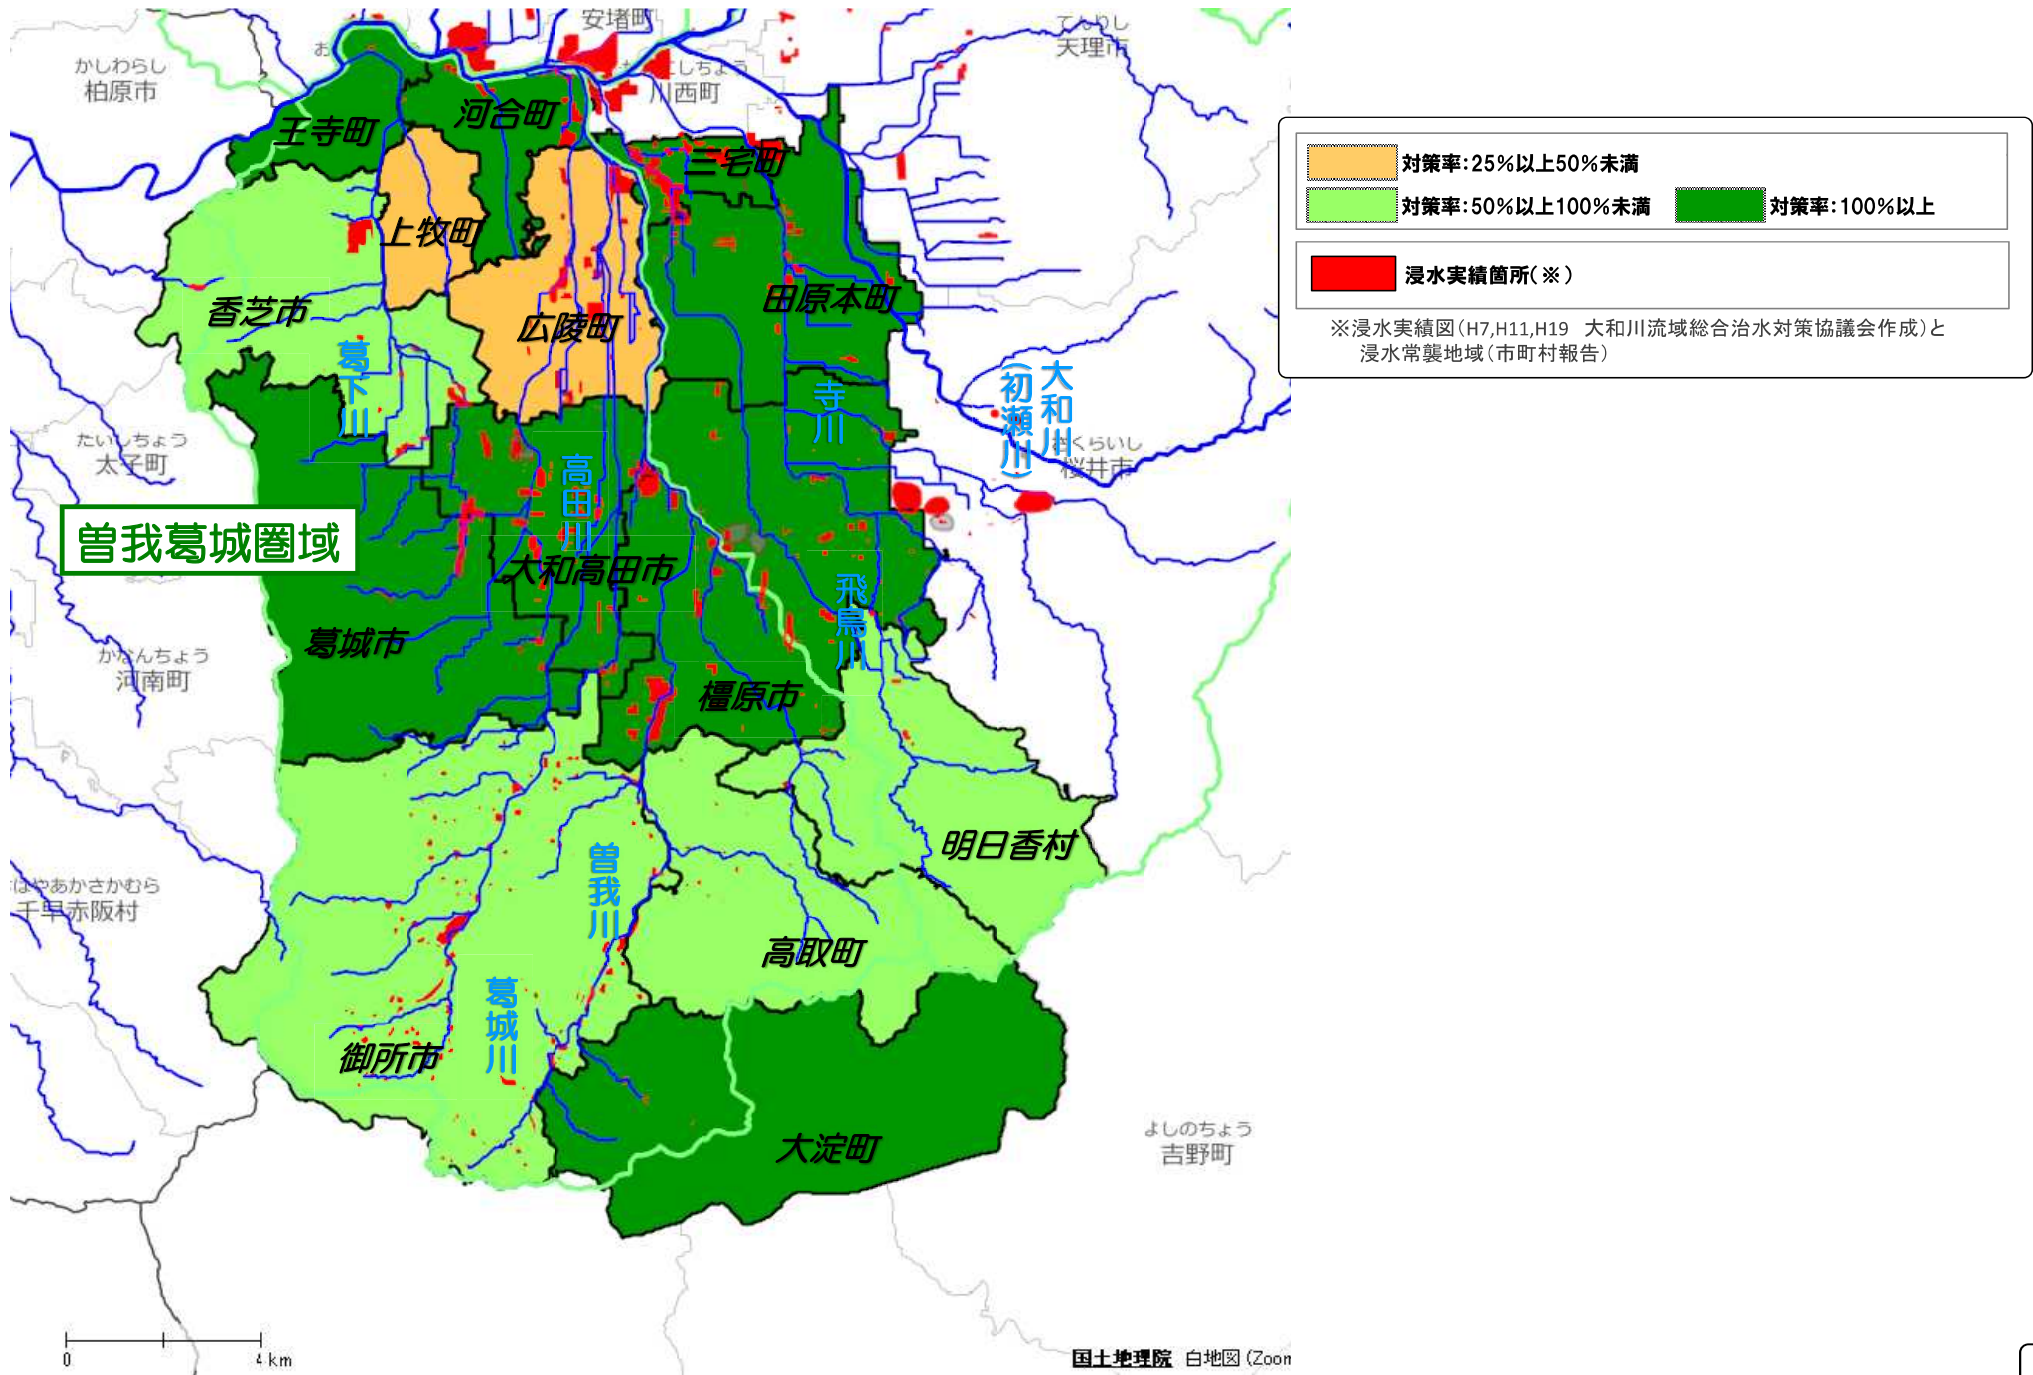 安堵町
てんりし
天理市
かしわらし
柏原市
お
しちょう
川西町
河合町
王寺町
三宅町
上牧町
香芝市
広陵町
田原本町
葛下川
寺川
大和川
(初瀬川)
さくらいし
桜井市
たいしちょう
太子町
高田川
曽我葛城圏域
大和高田市
飛鳥川
葛城市
かなんちょう
河南町
橿原市
明日香村
曽我川
はやあかさかむら
千早赤阪村
高取町
葛城川
御所市
大淀町
よしのちょう
吉野町
0
4 km
国土地理院 白地図 (Zoom
対策率:25%以上50%未満
対策率:50%以上100%未満 対策率:100%以上
浸水実績箇所(※)
※浸水実績図(H7,H11,H19 大和川流域総合治水対策協議会作成)と
浸水常襲地域(市町村報告)